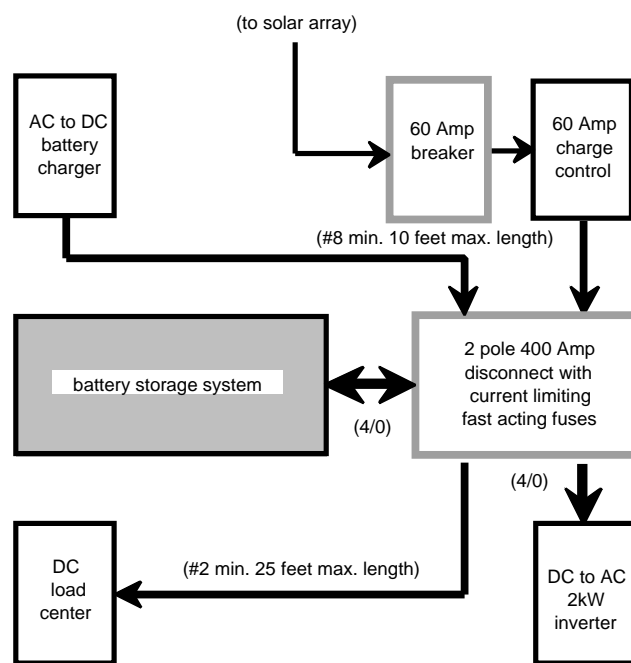 (to solar array)
AC to DC
battery
charger
60 Amp
breaker
60 Amp
charge
control
(#8 min. 10 feet max. length)
battery storage system
2 pole 400 Amp
disconnect with
current limiting
fast acting fuses
(4/0)
(4/0)
DC
load
center
(#2 min. 25 feet max. length)
DC to AC
2kW
inverter